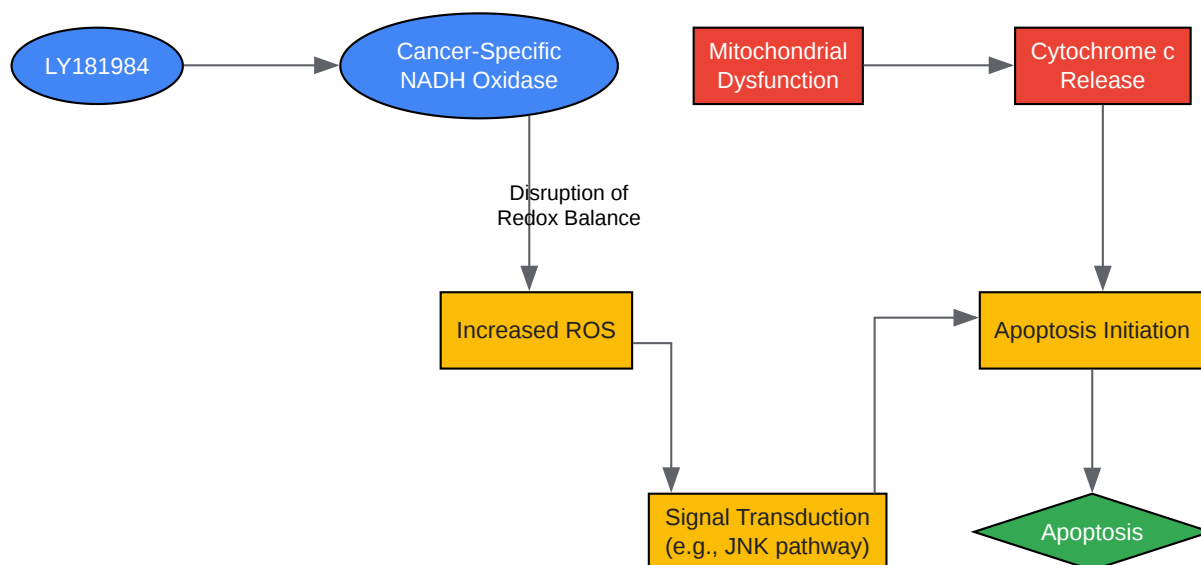 LY181984
Cancer-Specific
NADH Oxidase
Mitochondrial
Dysfunction
Cytochrome c
Release
Disruption of
Redox Balance
Increased ROS
Apoptosis Initiation
Signal Transduction
(e.g., JNK pathway)
Apoptosis